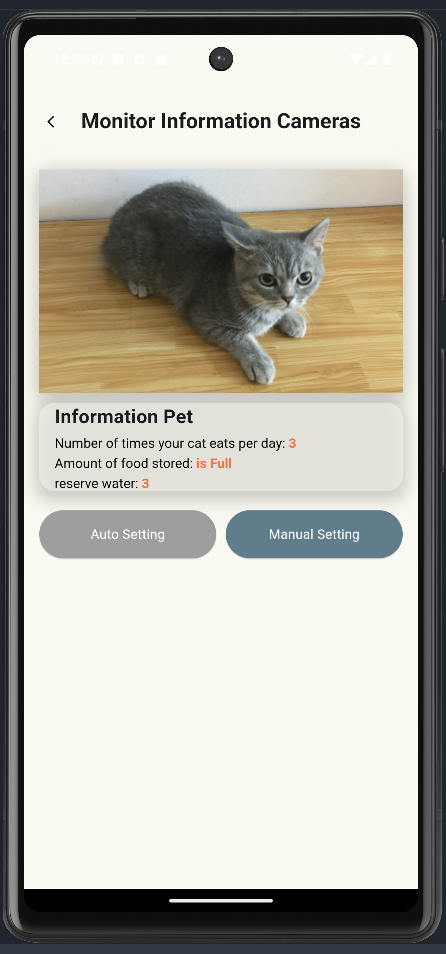 12:28
Monitor Information Cameras
Information Pet
Number of times your cat eats per day: 3
Amount of food stored: is Full
reserve water: 3
Auto Setting
Manual Setting